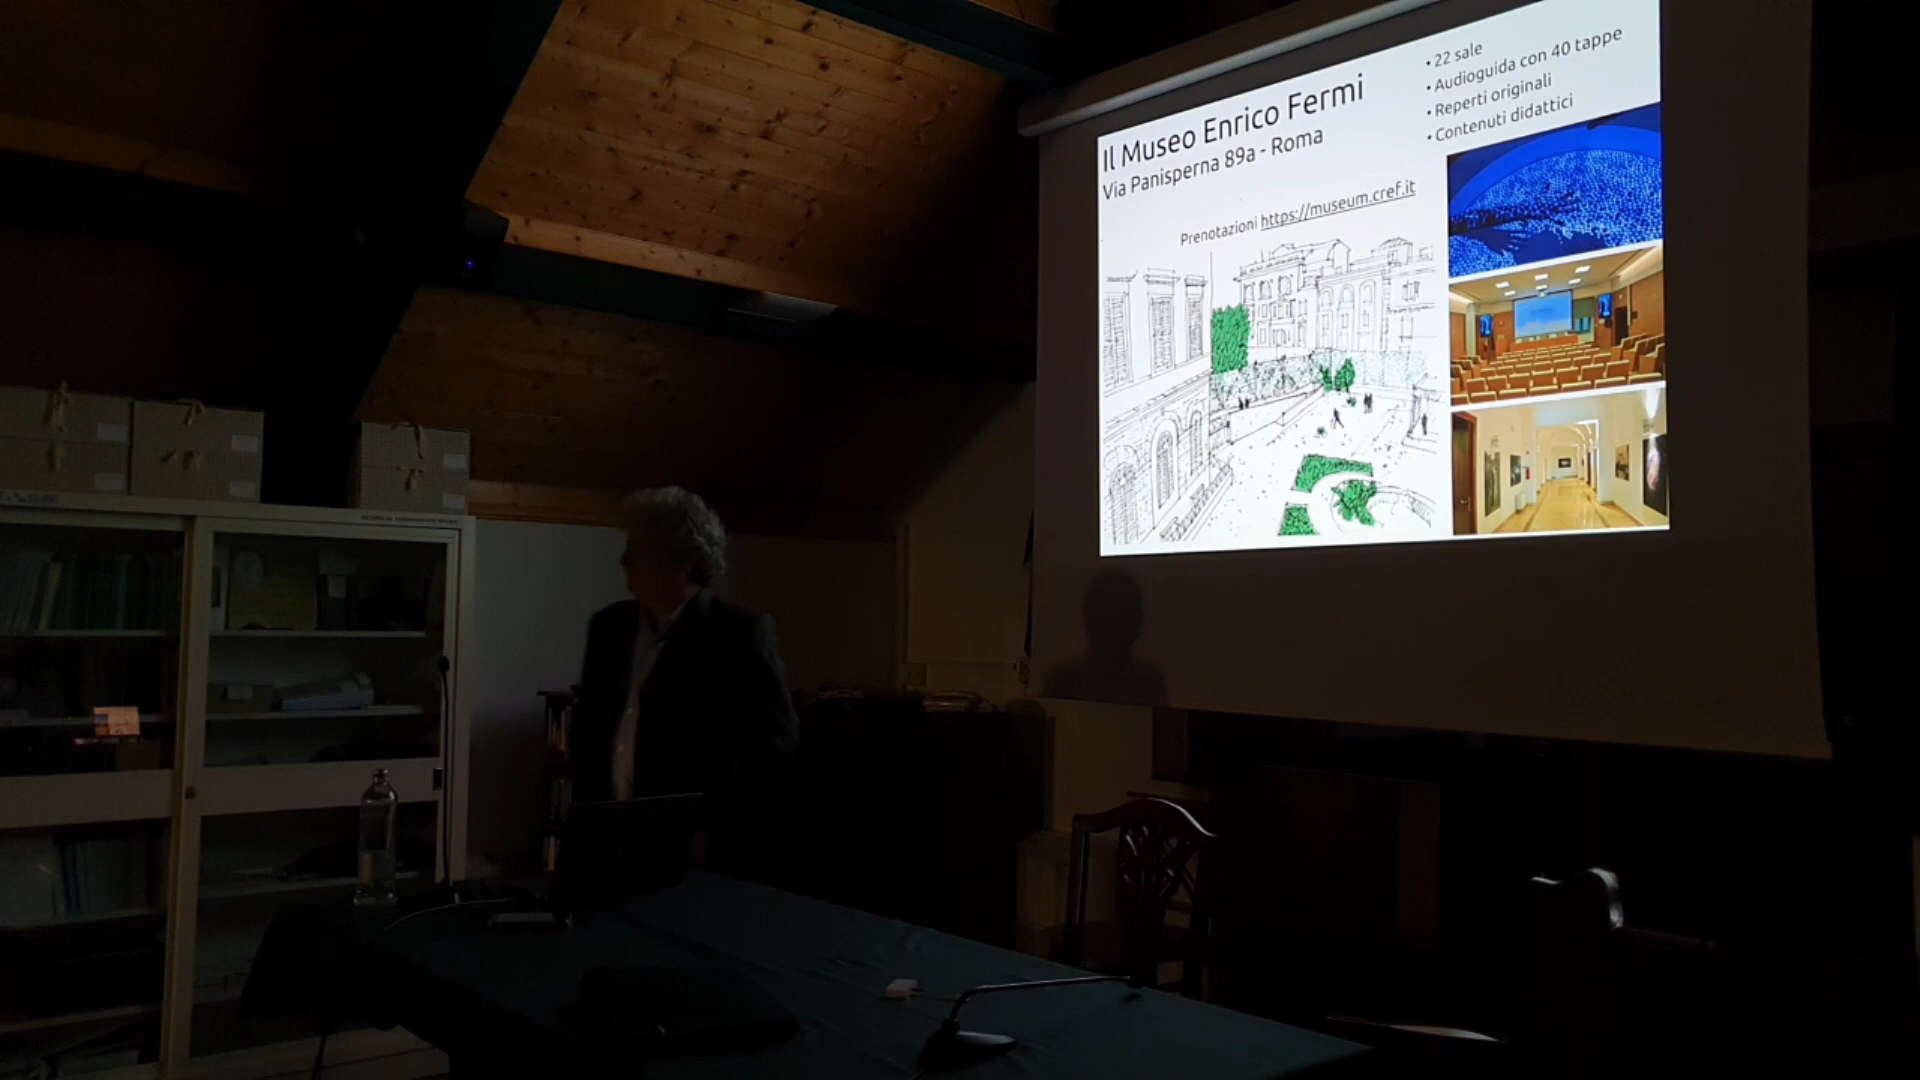 Il Museo Enrico Fermi
Via Panisperna 89a - Roma
Prenotazioni https://museum.cref.it
• 22 sale
• Audioguida con 40 tappe
• Reperti originali
• Contenuti didattici